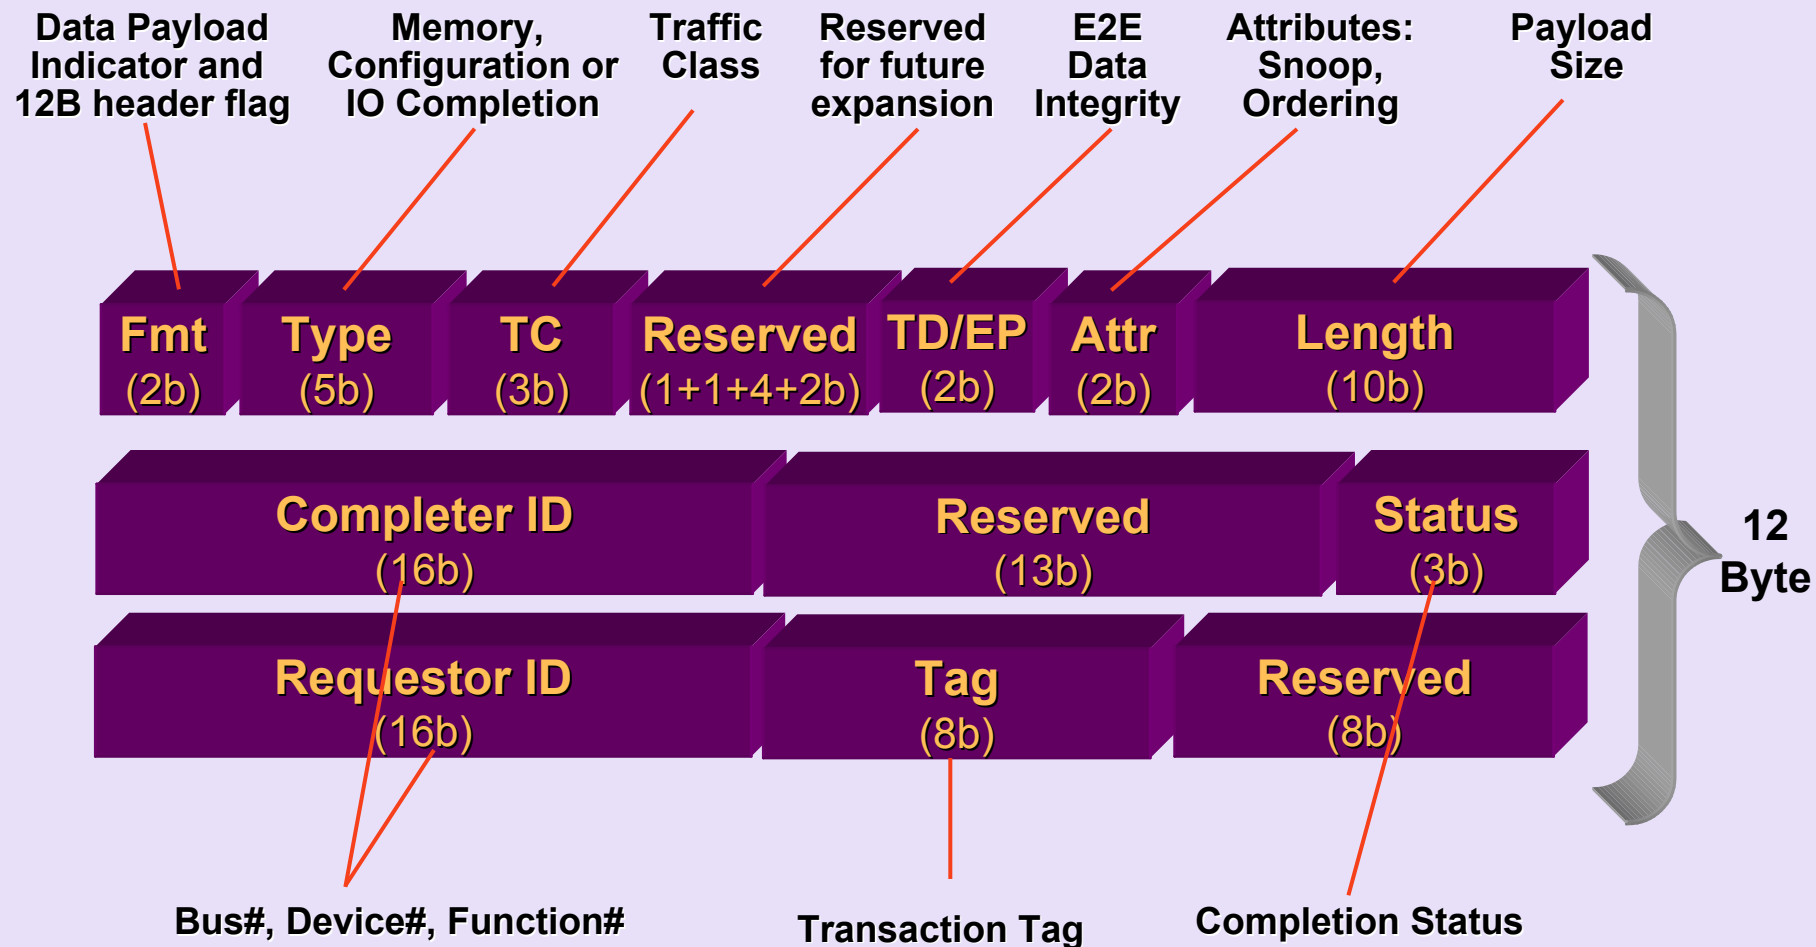 Data Payload
Indicator and
12B header flag
Memory,
Configuration or
IO Completion
Traffic
Class
Reserved
for future
expansion
E2E
Data
Integrity
Attributes:
Snoop,
Ordering
Payload
Size
Fmt
(2b)
Type
(5b)
TC
(3b)
Reserved
(1+1+4+2b)
TD/EP
(2b)
Attr
(2b)
Length
(10b)
Completer ID
(16b)
Reserved
(13b)
Status
(3b)
12
Byte
Requestor ID
(16b)
Tag
(8b)
Reserved
(8b)
Bus#, Device#, Function#
Transaction Tag
Completion Status